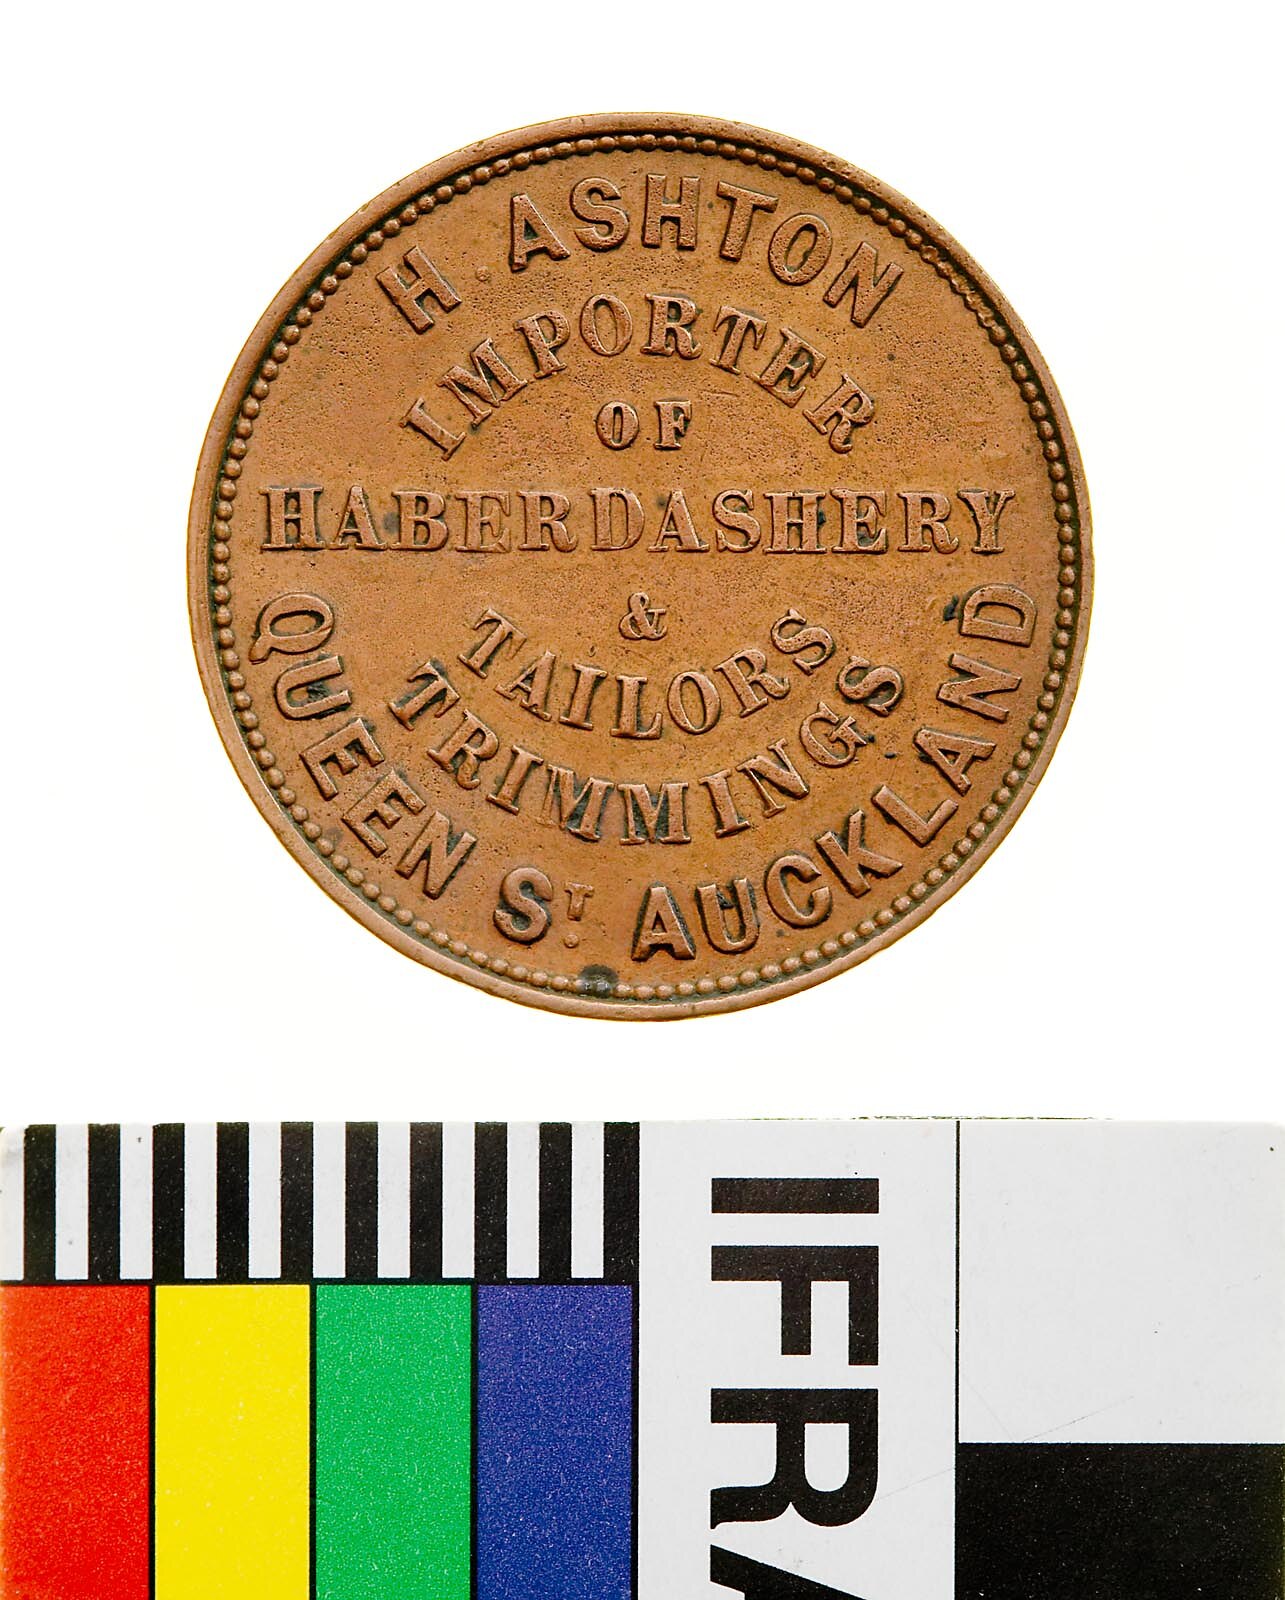 H. ASHTON
IMPORTER
OF
HABERDASHERY
&
TAILORS
TRIMMINGS
QUEEN ST. AUCKLAND
IFRA